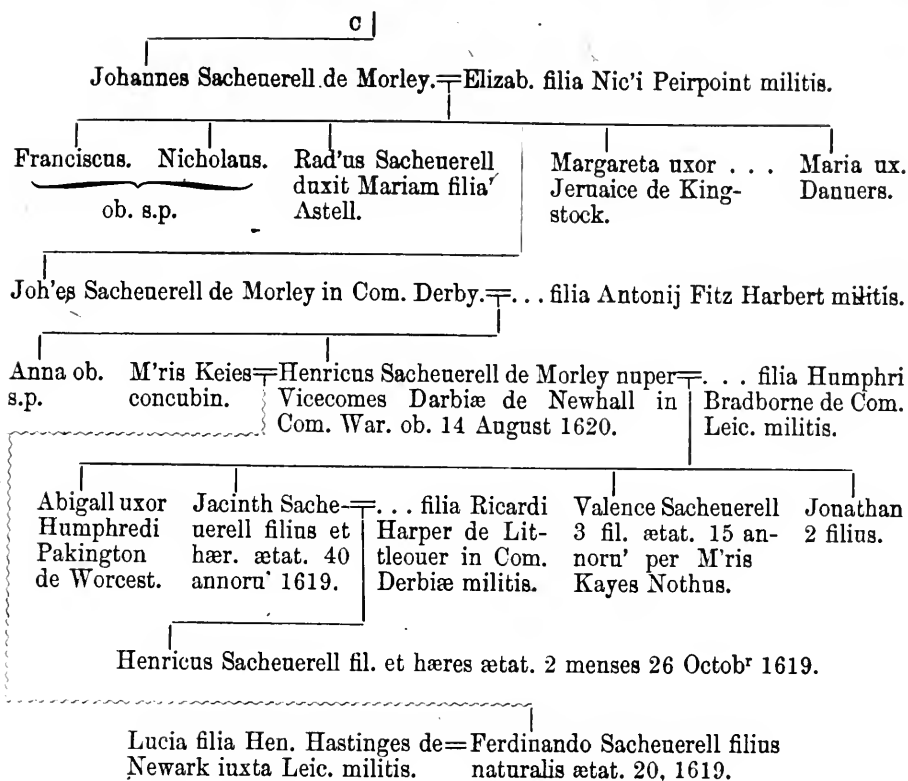 C
Johannes Sacheuerell de Morley.=Elizab. filia Nic'i Peirpoint militis.
Franciscus. Nicholaus. Rad'us Sacheuerell duxit Mariam filiaʳ Astell.
ob. s.p.
Margareta uxor . . . Jeruaice de Kingstock.
Maria ux. Danuers.
Joh'es Sacheuerell de Morley in Com. Derby.=. . . filia Antonij Fitz Harbert militis.
Anna ob. s.p.
M'ris Keies concubin.
=Henricus Sacheuerell de Morley nuper
Vicecomes Darbiæ de Newhall in
Com. War. ob. 14 August 1620.
=. . . filia Humphri
Bradborne de Com.
Leic. militis.
Abigall uxor
Humphredi
Pakington
de Worcest.
Jacinth Sache-
uerell filius et
hær. ætat. 40
annoru' 1619.
=. . . filia Ricardi
Harper de Lit-
tleouer in Com.
Derbiæ militis.
Valence Sacheuerell
3 fil. ætat. 15 an-
noru' per M'ris
Kayes Nothus.
Jonathan
2 filius.
Henricus Sacheuerell fil. et hæres ætat. 2 menses 26 Octobʳ 1619.
Lucia filia Hen. Hastinges de=Ferdinando Sacheuerell filius
Newark iuxta Leic. militis. naturalis ætat. 20, 1619.